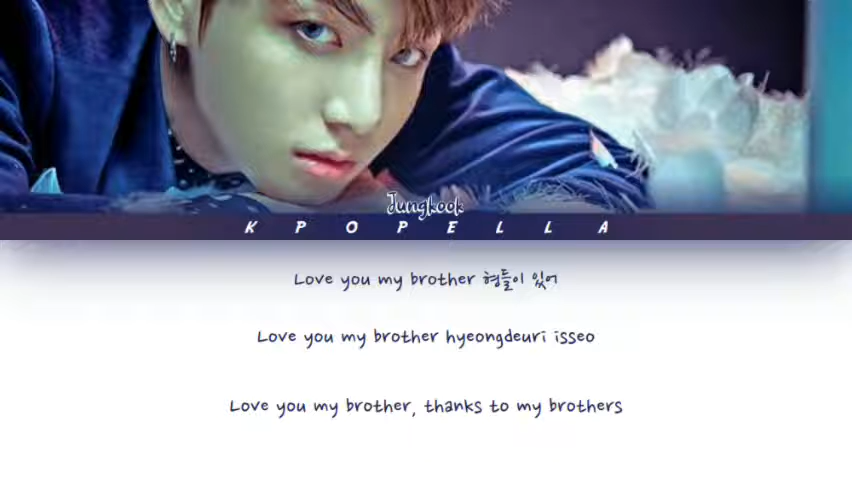 Jungkook
K P O P E L L A
Love you my brother 형들이 있어
Love you my brother hyeongdeuri isseo
Love you my brother, thanks to my brothers